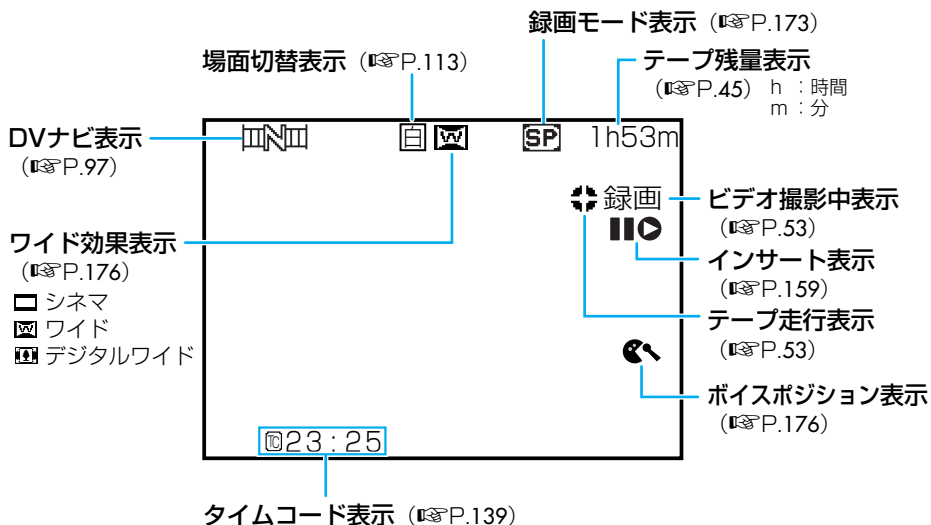 録画モード表示（☞P.173）
場面切替表示（☞P.113）
テープ残量表示
（☞P.45） h ：時間
m ：分
DVナビ表示
（☞P.97）
N 白 W SP 1h53m
録画
ビデオ撮影中表示
（☞P.53）
ワイド効果表示
（☞P.176）
シネマ
W ワイド
デジタルワイド
インサート表示
（☞P.159）
テープ走行表示
（☞P.53）
ボイスポジション表示
（☞P.176）
TC 23：25
タイムコード表示（☞P.139）